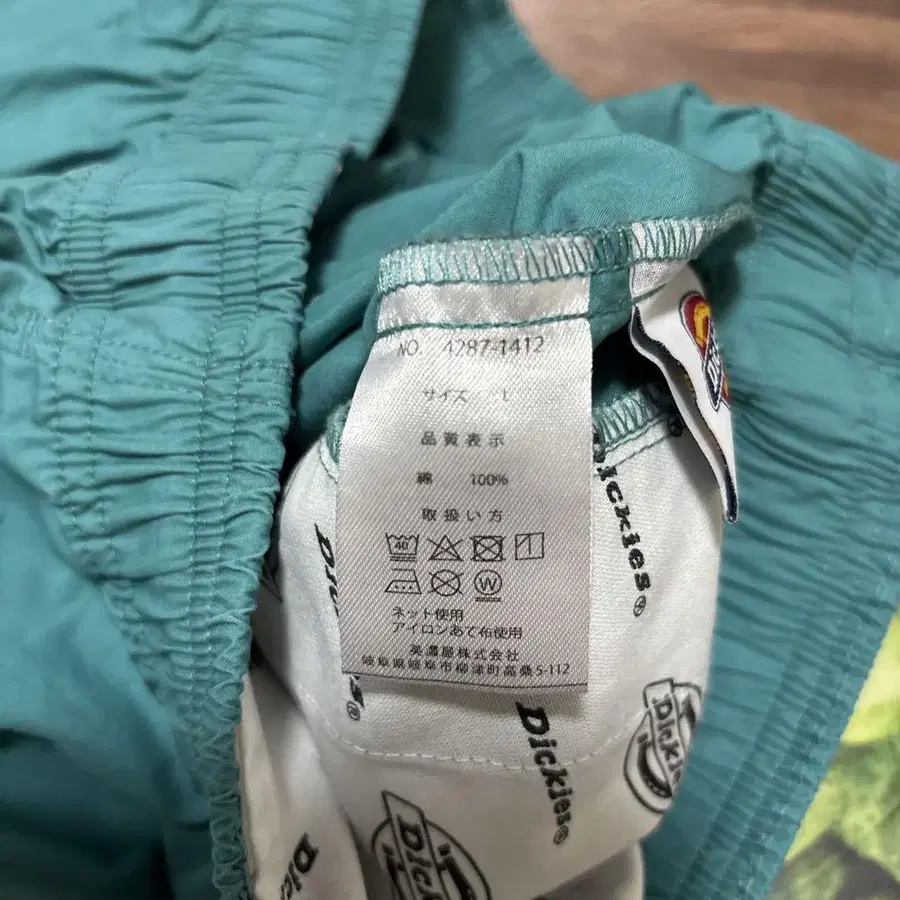 NO. 4287-1412
サイズ L
品質表示
綿 100%
取扱い方
40
W
ネット使用
アイロンあて布使用
美濃屋株式会社
岐阜県岐阜市柳津町高桑5-112
Dickies®
Dickies®
Dickies
Dickies